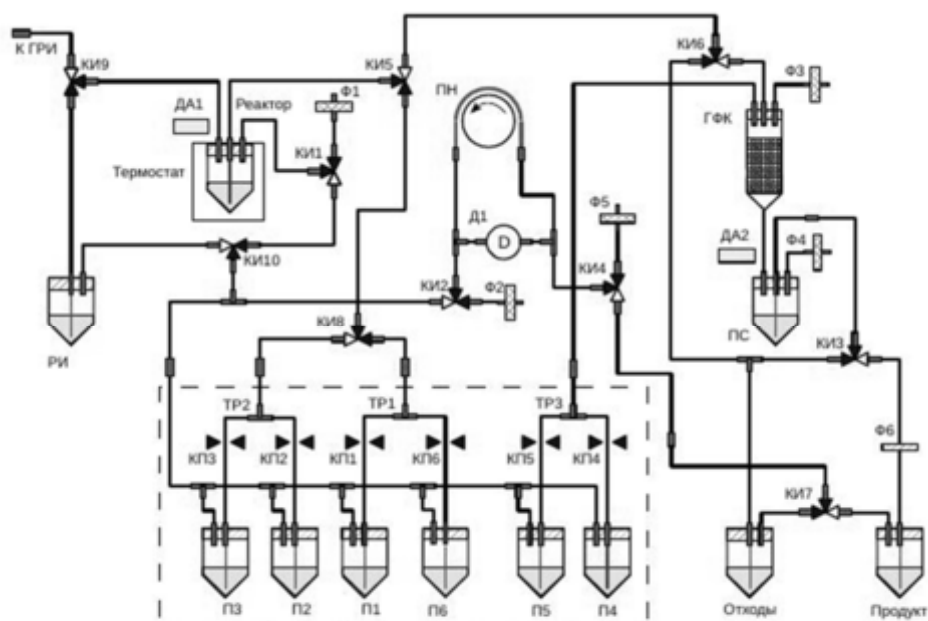 К ГРИ
КИ9
КИ5
КИ6
Ф3
ДА1
Реактор
Ф1
ПН
ГФК
КИ1
Термостат
Ф5
Д1
D
ДА2
Ф4
КИ10
КИ4
КИ2
Ф2
РИ
КИ8
ПС
КИ3
ТР2
ТР1
ТР3
Ф6
КП3
КП2
КП1
КП6
КП5
КП4
КИ7
П3
П2
П1
П6
П5
П4
Отходы
Продукт